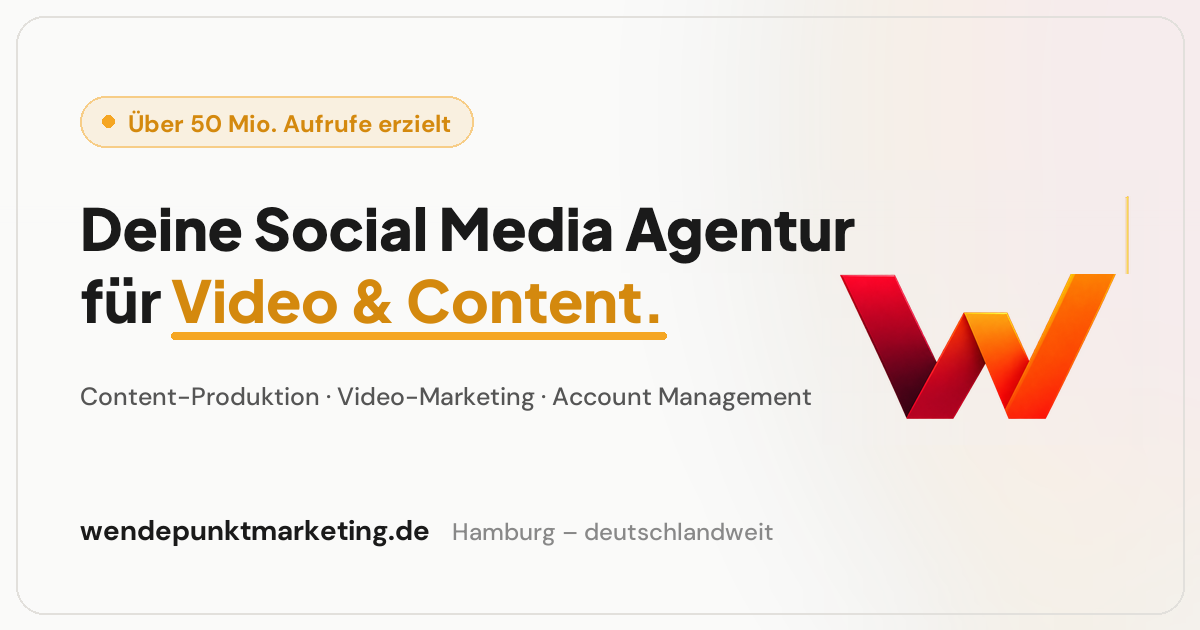 Über 50 Mio. Aufrufe erzielt
Deine Social Media Agentur
für Video & Content.
Content-Produktion · Video-Marketing · Account Management
wendepunktmarketing.de Hamburg – deutschlandweit